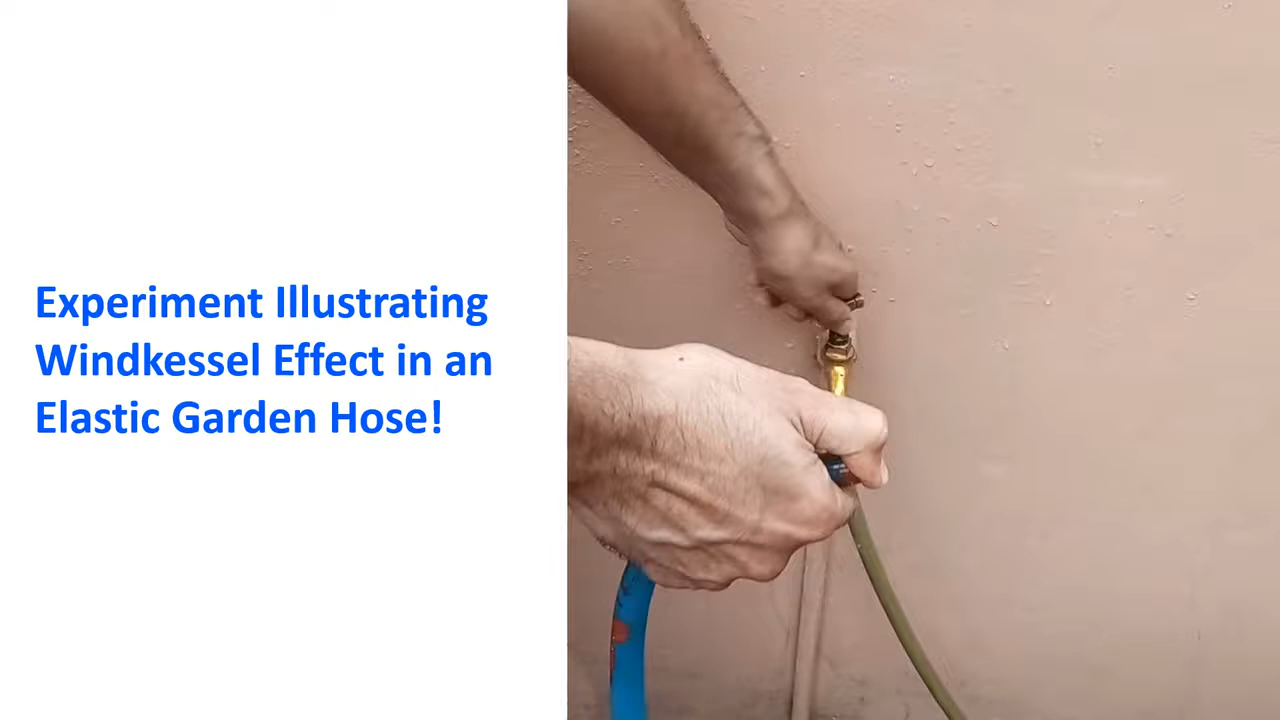 Experiment Illustrating
Windkessel Effect in an
Elastic Garden Hose!